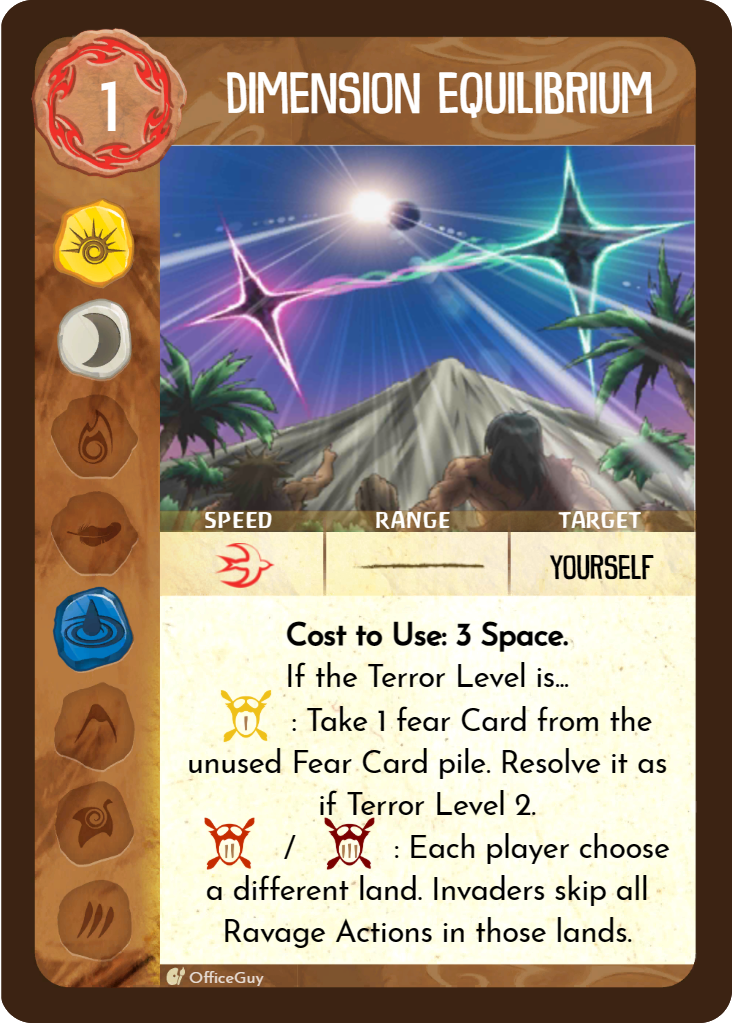 1
DIMENSION EQUILIBRIUM
SPEED RANGE TARGET
YOURSELF
Cost to Use: 3 Space.
If the Terror Level is...
I : Take 1 fear Card from the
unused Fear Card pile. Resolve it as
if Terror Level 2.
II / III : Each player choose
a different land. Invaders skip all
Ravage Actions in those lands.
OfficeGuy